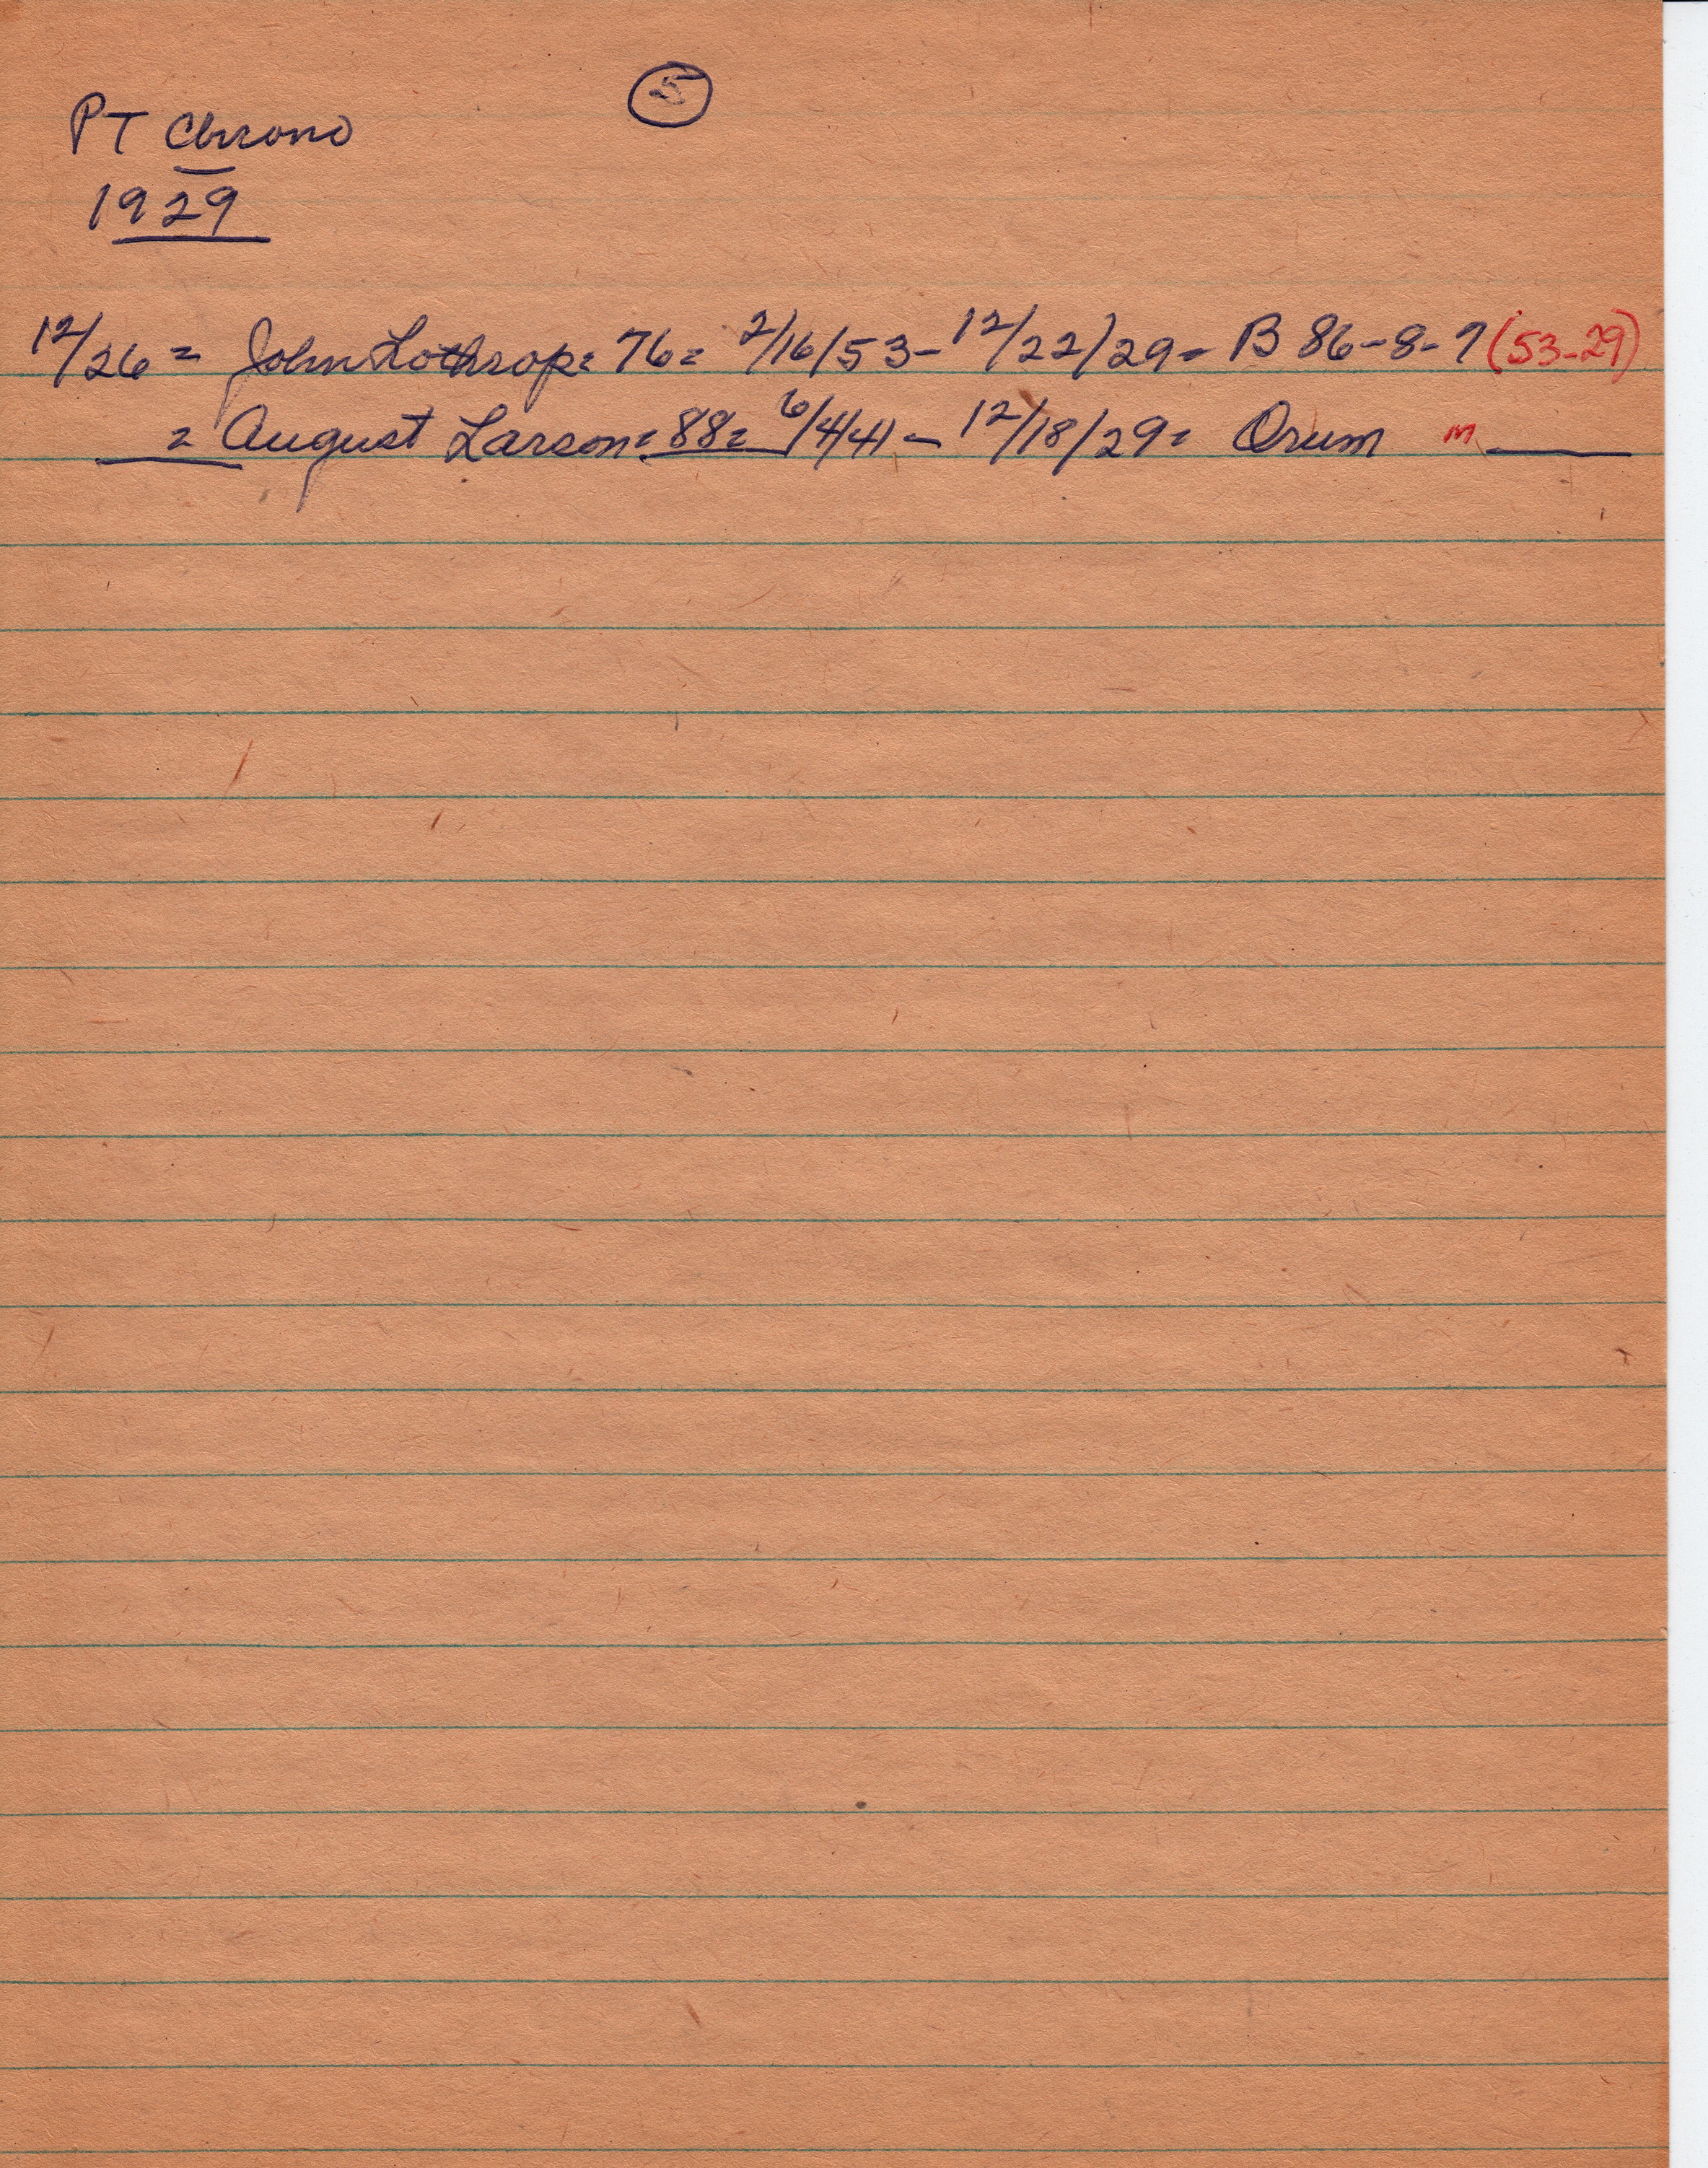 5
PT Chrono
1929
12/26 = John Lothrop = 76 = 2/16/53 - 12/22/29 = B 86-8-7 (53-29)
= August Larson = 88 = 6/4/41 - 12/18/29 = Orum m